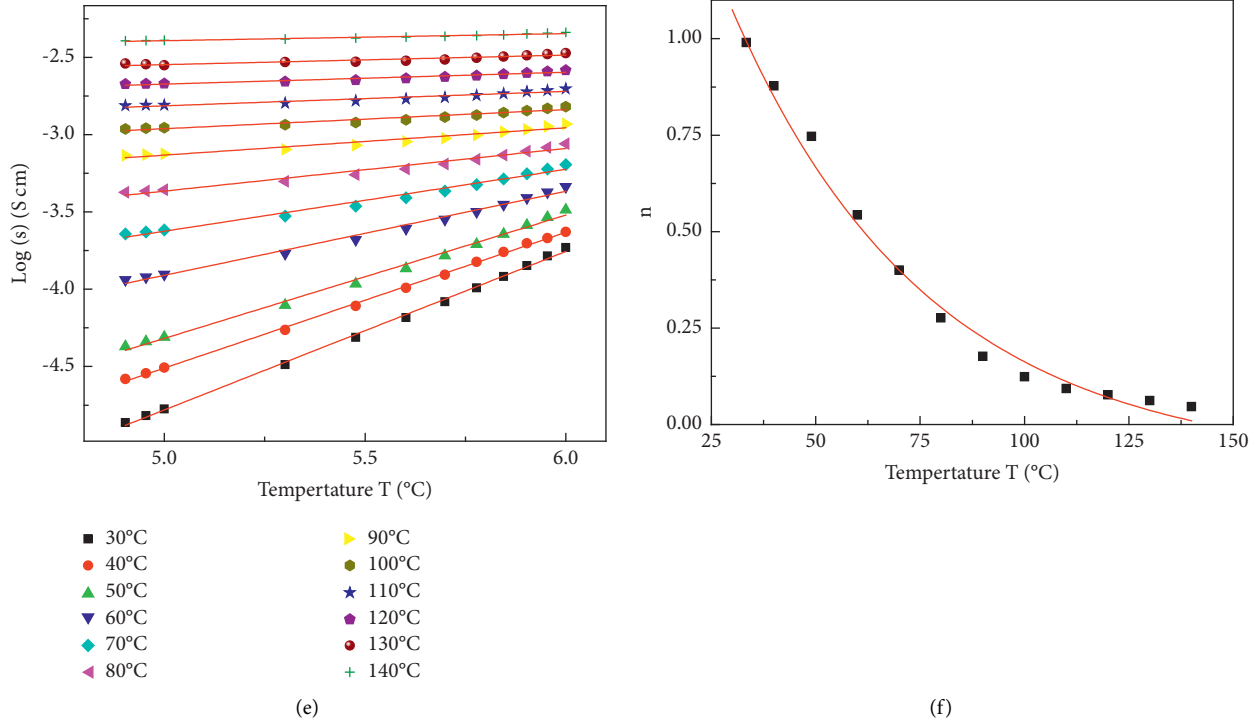 -2.5
-3.0
-3.5
-4.0
-4.5
Log (s) (S cm)
5.0 5.5 6.0
Tempertature T (°C)
30°C
40°C
50°C
60°C
70°C
80°C
90°C
100°C
110°C
120°C
130°C
140°C
(e)
1.00
0.75
0.50
0.25
0.00
n
25 50 75 100 125 150
Tempertature T (°C)
(f)